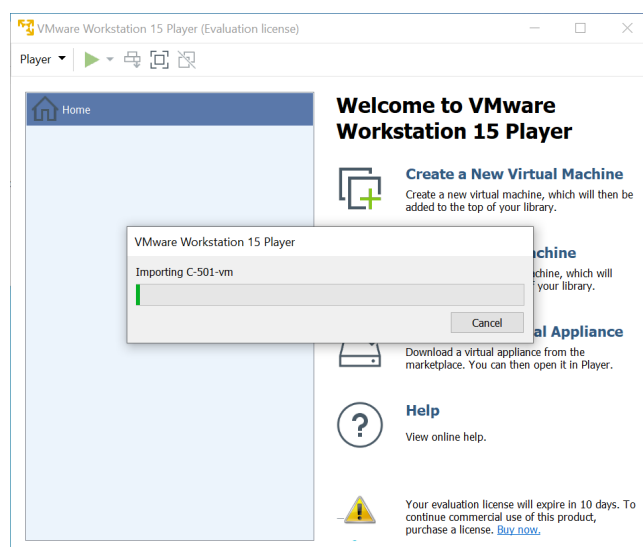 VMware Workstation 15 Player (Evaluation license)
Player
Home
Welcome to VMware
Workstation 15 Player
Create a New Virtual Machine
Create a new virtual machine, which will then be
added to the top of your library.
VMware Workstation 15 Player
Importing C-501-vm
Cancel
which will
your library.
Appliance
Download a virtual appliance from the
marketplace. You can then open it in Player.
Help
View online help.
Your evaluation license will expire in 10 days. To
continue commercial use of this product,
purchase a license. Buy now.